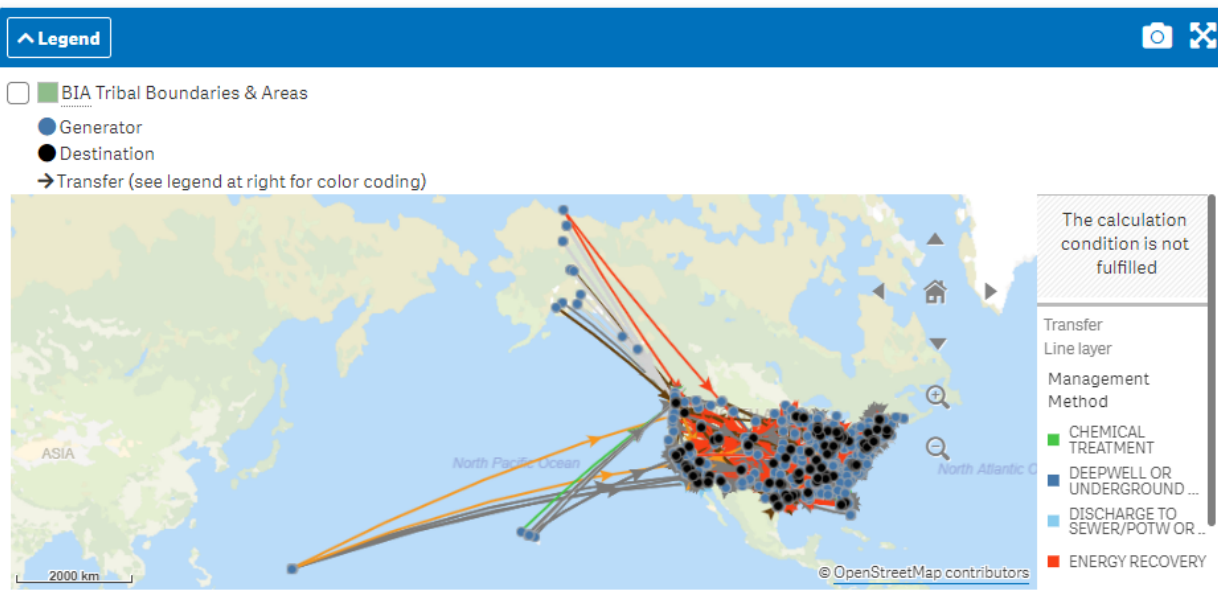 Legend
BIA Tribal Boundaries & Areas
Generator
Destination
Transfer (see legend at right for color coding)
The calculation
condition is not
fulfilled
Transfer
Line layer
Management
Method
CHEMICAL
TREATMENT
DEEPWELL OR
UNDERGROUND ...
DISCHARGE TO
SEWER/POTW OR ..
ENERGY RECOVERY
ASIA
North Pacific Ocean
North Atlantic O
2000 km
© OpenStreetMap contributors